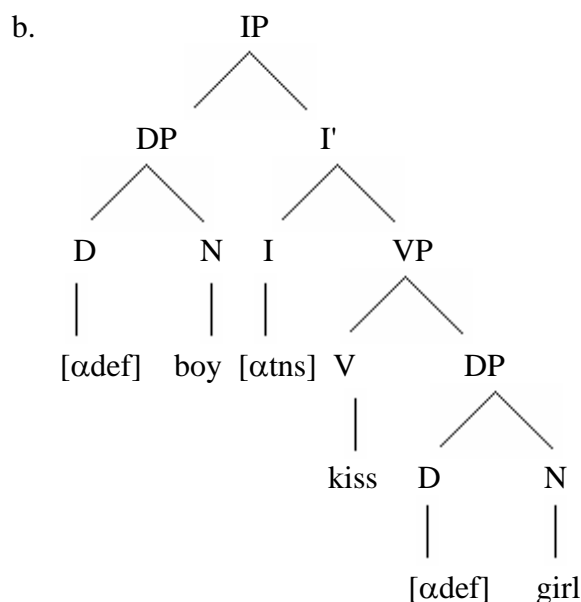 b. IP
DP I'
D N I VP
[αdef] boy [αtns] V DP
kiss D N
[αdef] girl